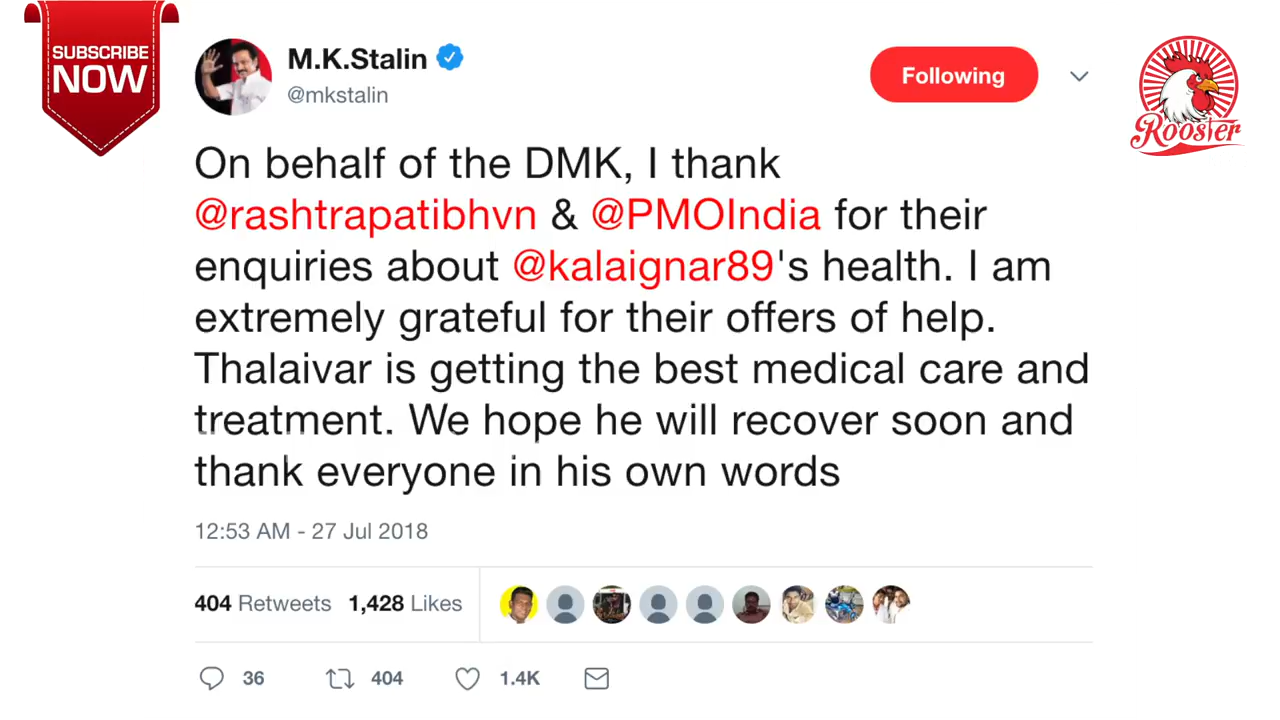 SUBSCRIBE
NOW
M.K.Stalin
@mkstalin
Following
Rooster
On behalf of the DMK, I thank
@rashtrapatibhvn & @PMOIndia for their
enquiries about @kalaignar89's health. I am
extremely grateful for their offers of help.
Thalaivar is getting the best medical care and
treatment. We hope he will recover soon and
thank everyone in his own words
12:53 AM - 27 Jul 2018
404 Retweets 1,428 Likes
36 404 1.4K